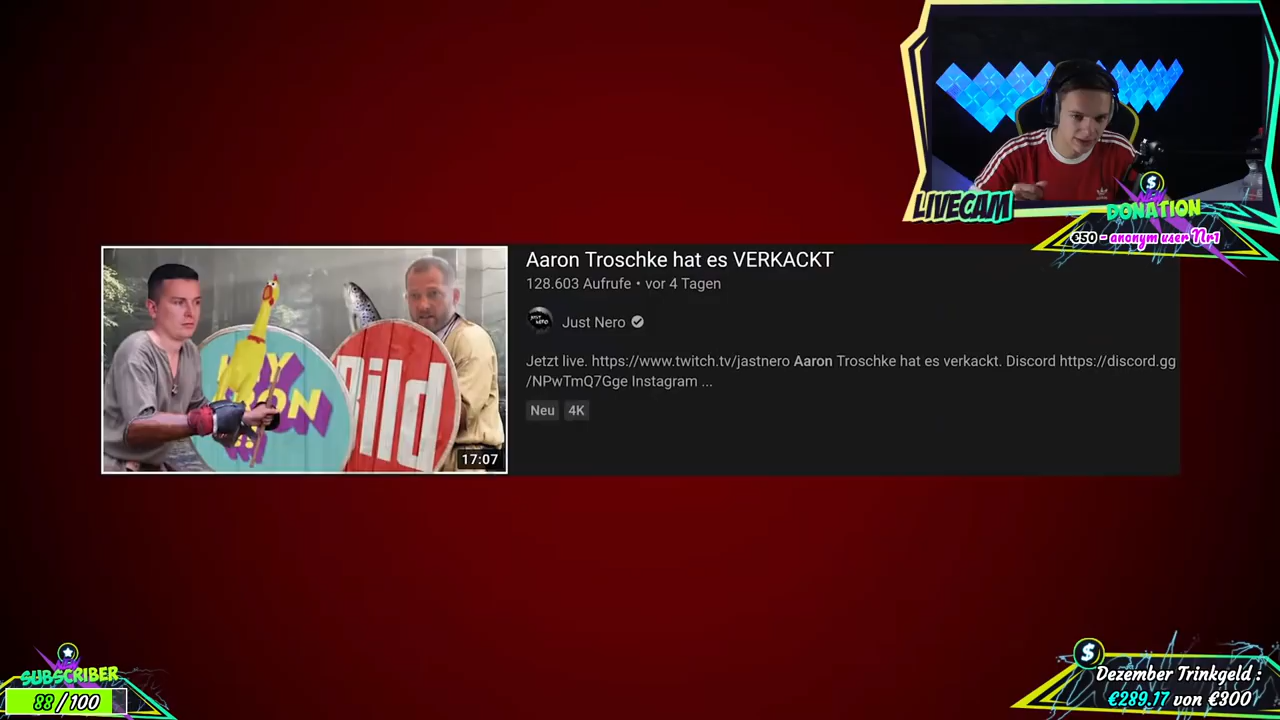 LIVECAM
$
NEW
DONATION
€50 - anonym user Nr1
Aaron Troschke hat es VERKACKT
128.603 Aufrufe • vor 4 Tagen
Just Nero
Jetzt live. https://www.twitch.tv/jastnero Aaron Troschke hat es verkackt. Discord https://discord.gg
/NPwTmQ7Gge Instagram ...
Neu 4K
Bild
17:07
NEW
SUBSCRIBER
88 / 100
$
Dezember Trinkgeld :
€289.17 von €300